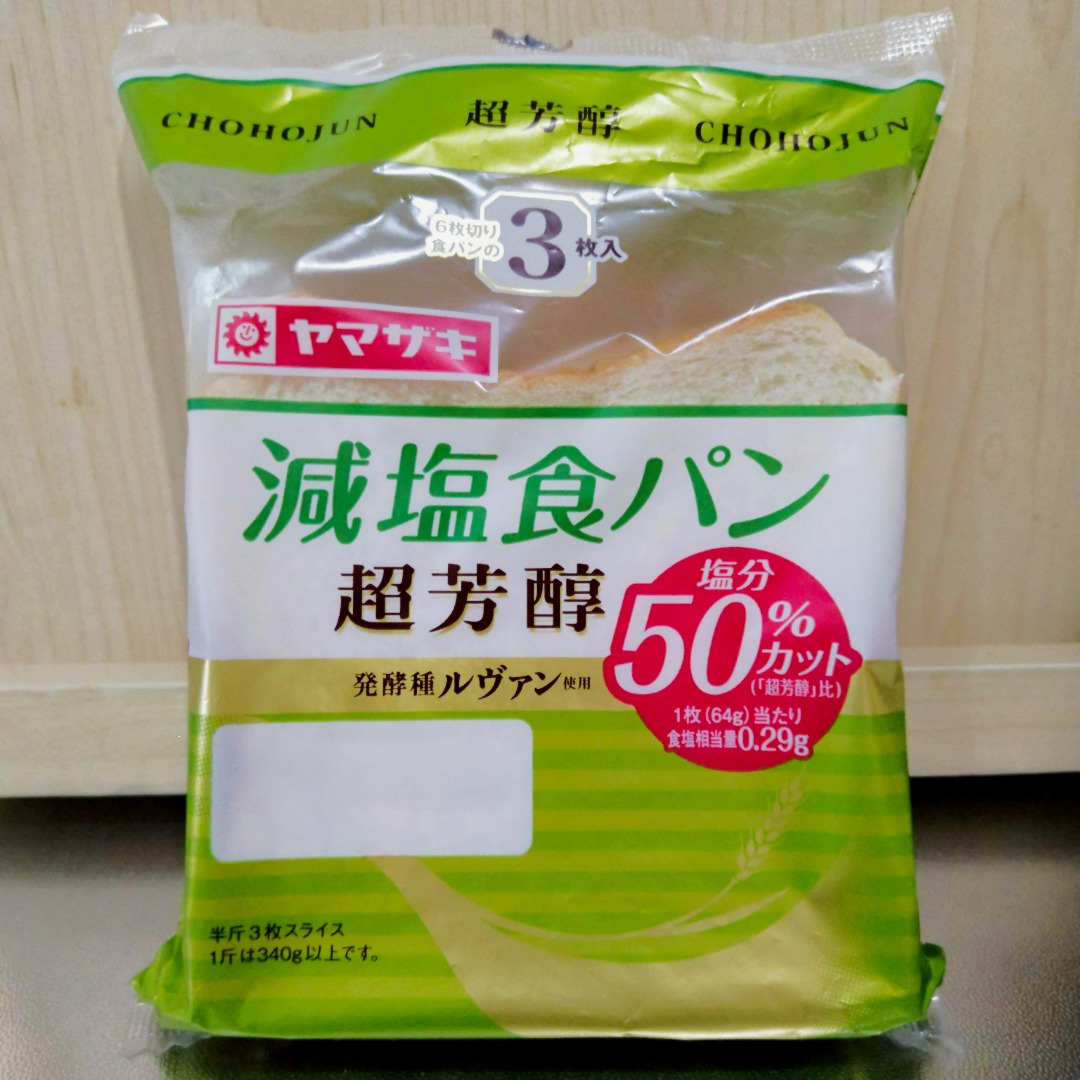 CHOHOJUN 超芳醇 CHOHOJUN
6枚切り
食パンの
3枚入
ヤマザキ
減塩食パン
超芳醇
発酵種ルヴァン使用
塩分
50%
カット
(「超芳醇」比)
1枚(64g)当たり
食塩相当量0.29g
半斤3枚スライス
1斤は340g以上です。